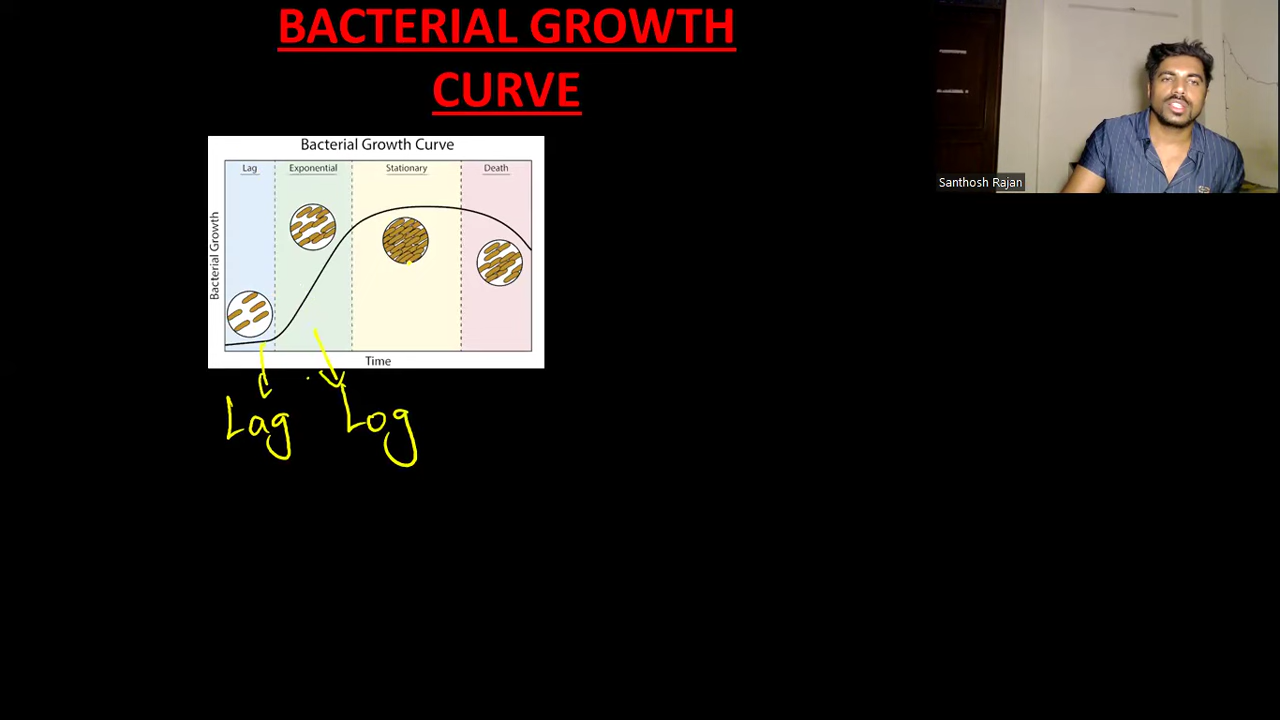 BACTERIAL GROWTH
CURVE
Bacterial Growth Curve
Lag
Exponential
Stationary
Death
Bacterial Growth
Time
Lag
Log
Santhosh Rajan